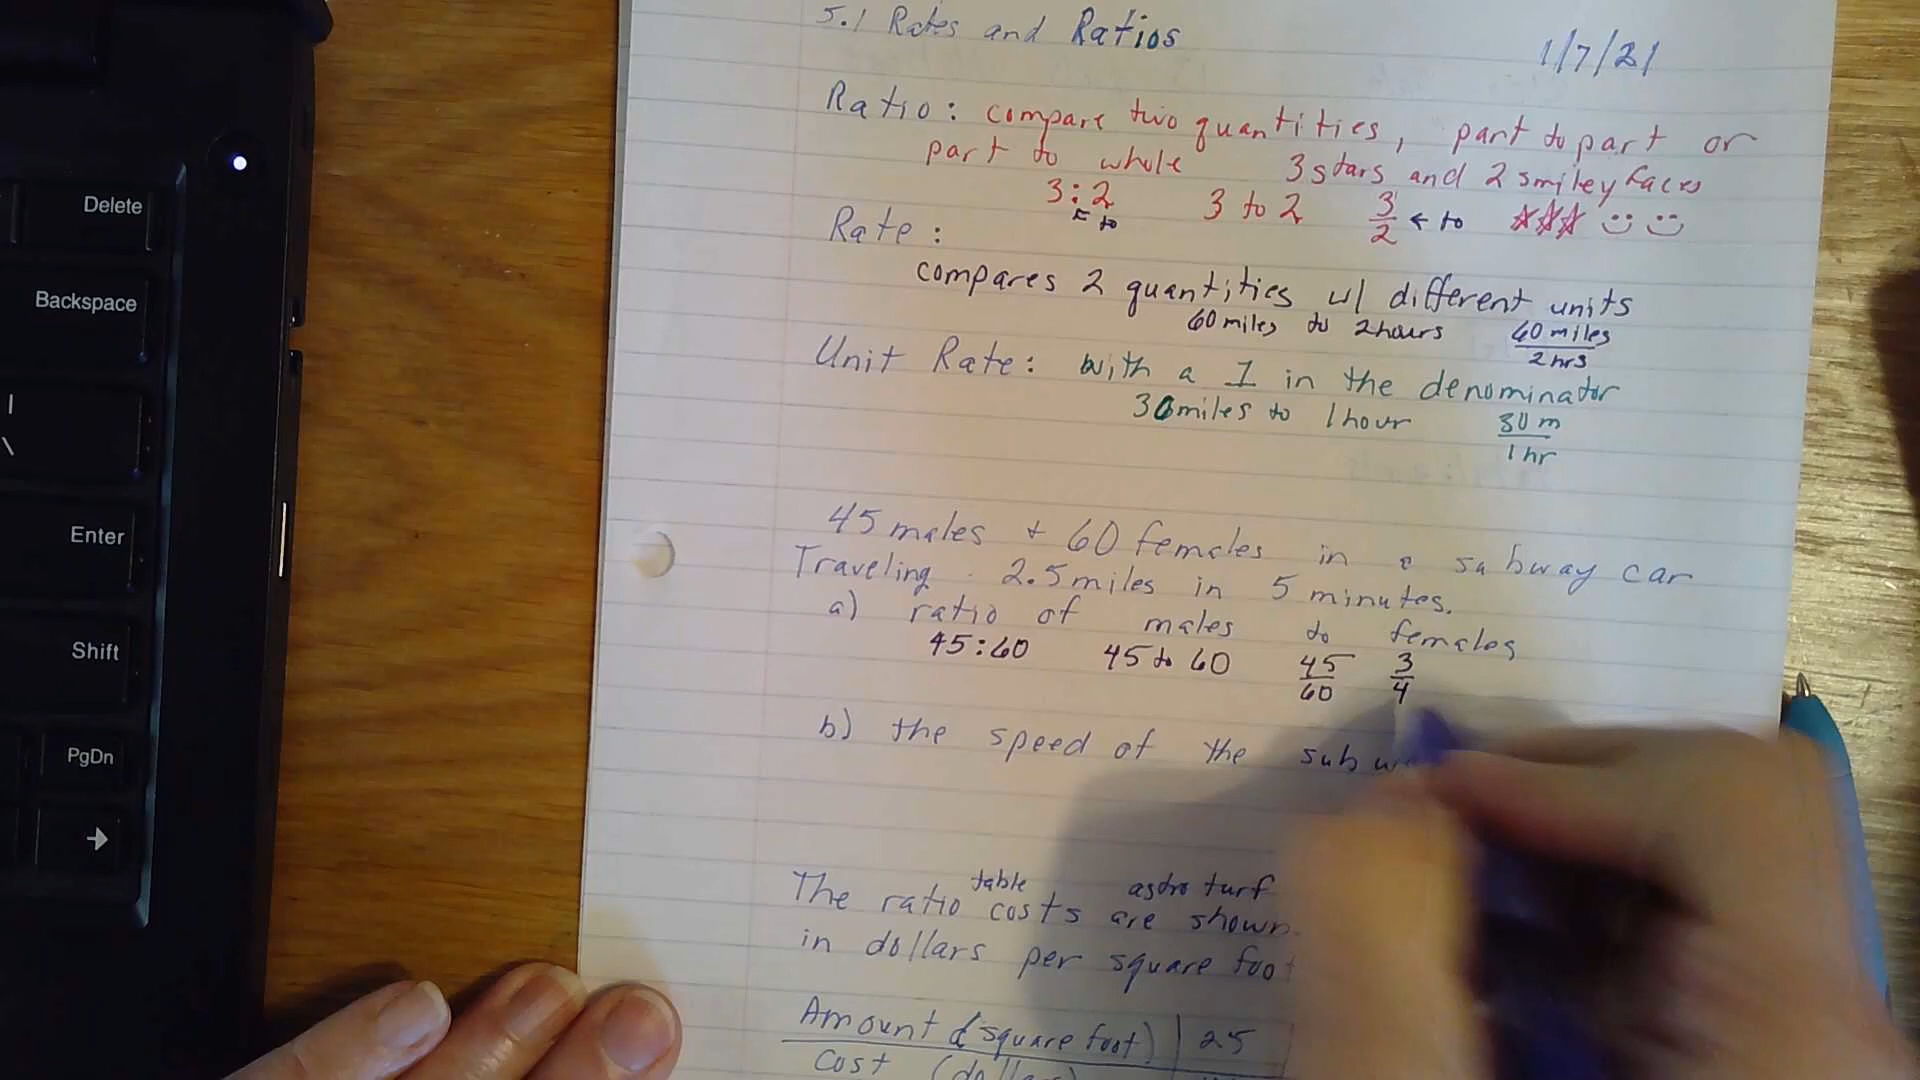 Delete
Backspace
|
\
Enter
Shift
PgDn
5.1 Rates and Ratios
1/7/21
Ratio: compare two quantities, part to part or
part to whole 3 stars and 2 smiley faces
3:2 3 to 2 3/2 ← to
to
Rate:
compares 2 quantities w/ different units
60 miles to 2 hours 60 miles/2 hrs
Unit Rate: with a 1 in the denominator
30 miles to 1 hour 30 m/1 hr
45 males + 60 females in a subway car
Traveling 2.5 miles in 5 minutes.
a) ratio of males to females
45:60 45 to 60 45/60 3/4
b) the speed of the
table astro turf
The ratio costs are shown
in dollars per square foot
Amount (square foot) | 25
Cost